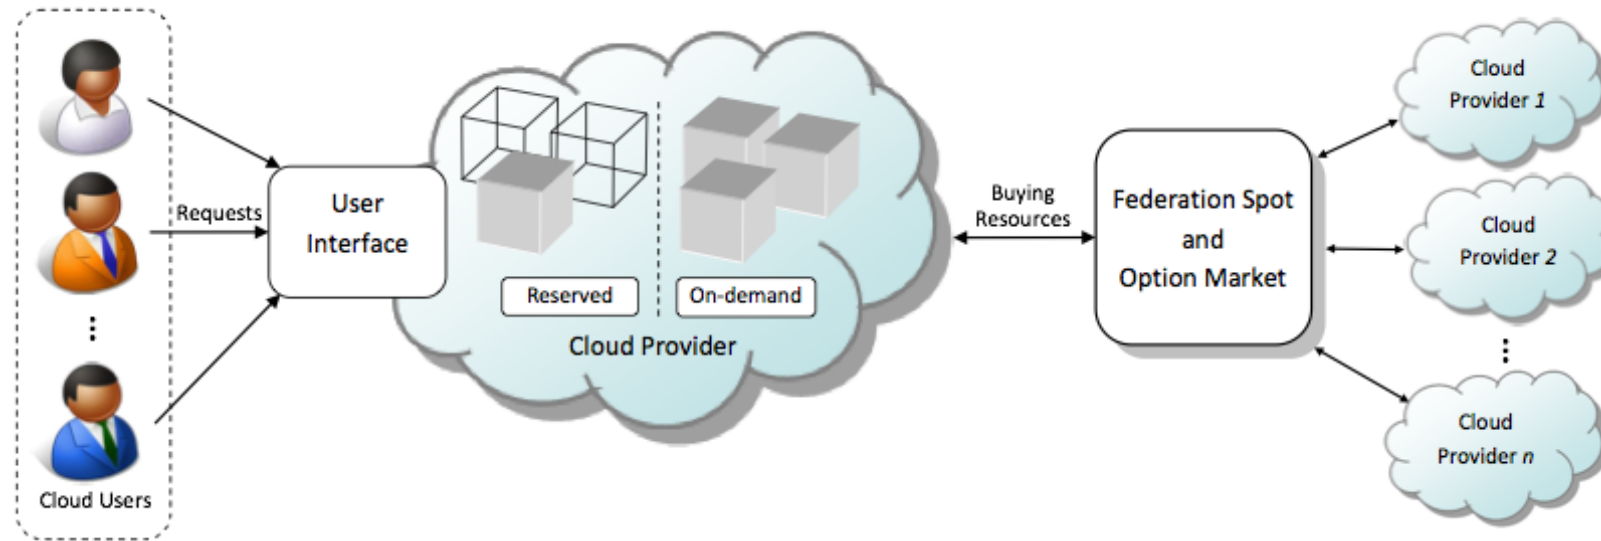 Cloud Users
Requests
User
Interface
Reserved
On-demand
Cloud Provider
Buying
Resources
Federation Spot
and
Option Market
Cloud
Provider 1
Cloud
Provider 2
Cloud
Provider n